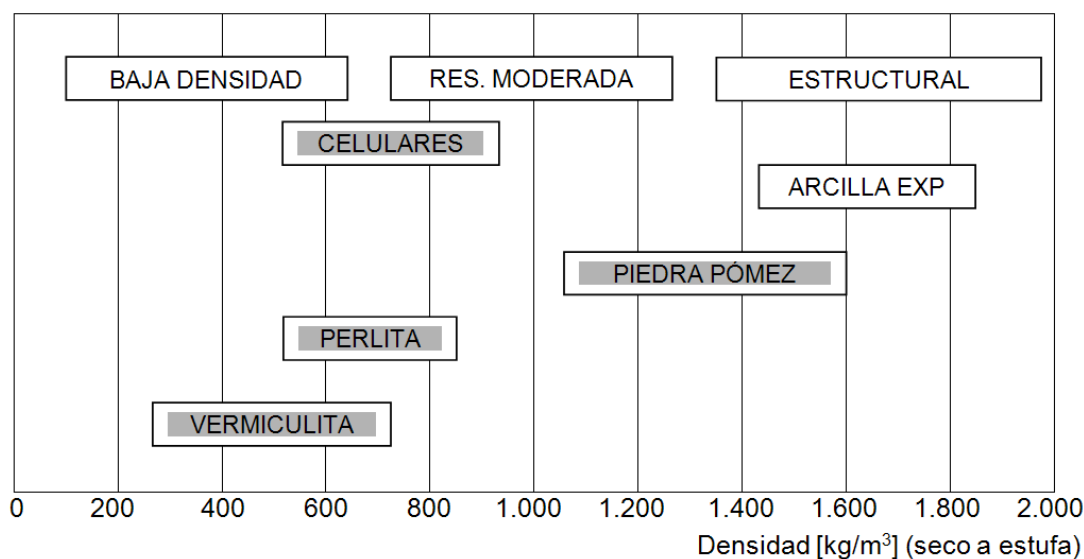 BAJA DENSIDAD RES. MODERADA ESTRUCTURAL
CELULARES
ARCILLA EXP
PIEDRA PÓMEZ
PERLITA
VERMICULITA
0 200 400 600 800 1.000 1.200 1.400 1.600 1.800 2.000
Densidad [kg/m³] (seco a estufa)